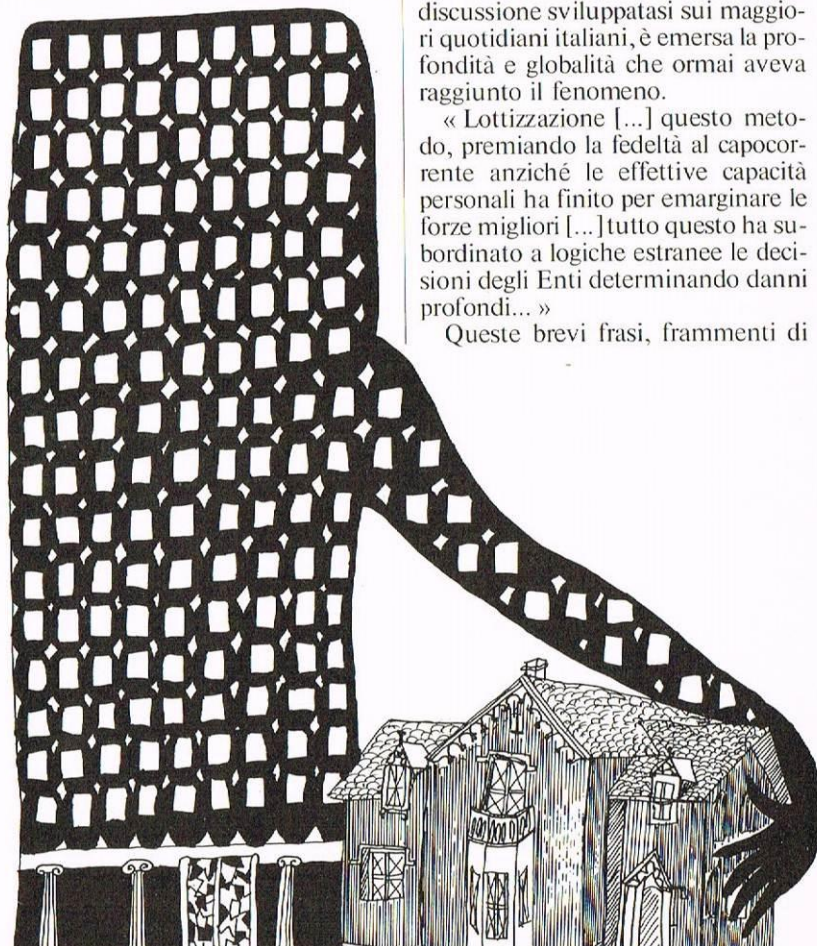 discussione sviluppatasi sui maggio-
ri quotidiani italiani, è emersa la pro-
fondità e globalità che ormai aveva
raggiunto il fenomeno.
« Lottizzazione [...] questo meto-
do, premiando la fedeltà al capocor-
rente anziché le effettive capacità
personali ha finito per emarginare le
forze migliori [...] tutto questo ha su-
bordinato a logiche estranee le deci-
sioni degli Enti determinando danni
profondi... »
Queste brevi frasi, frammenti di